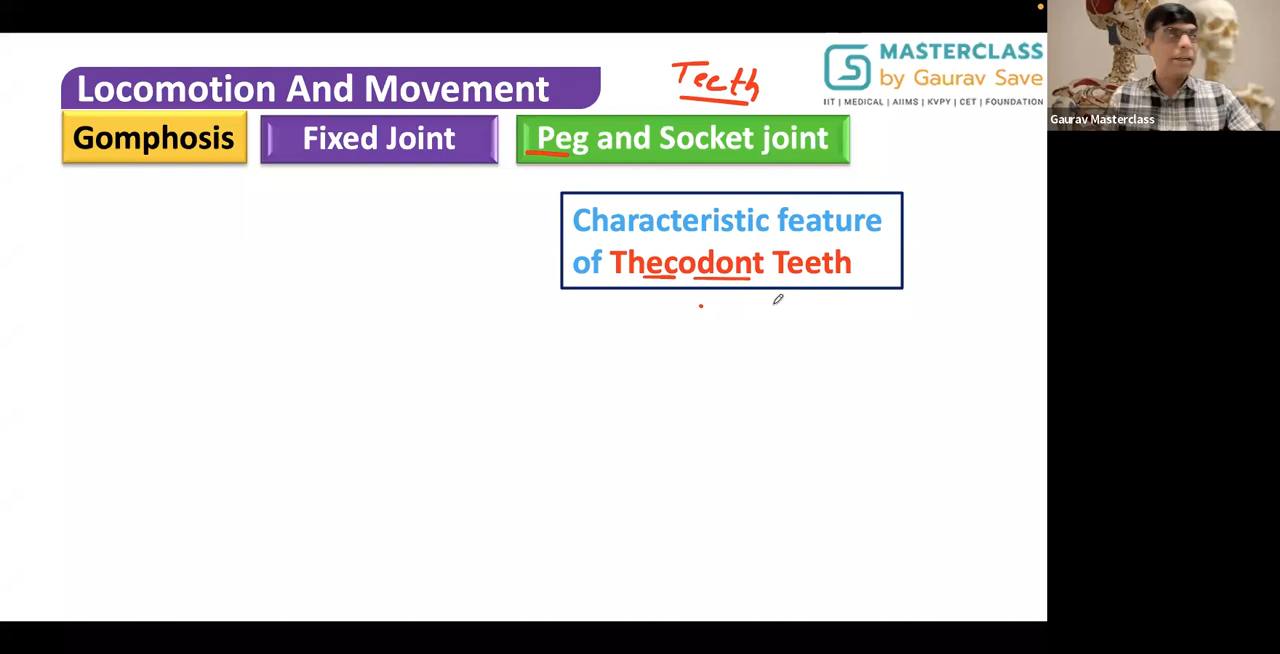 Teeth
MASTERCLASS
by Gaurav Save
IIT | MEDICAL | AIIMS | KVPY | CET | FOUNDATION
Locomotion And Movement
Gomphosis
Fixed Joint
Peg and Socket joint
Characteristic feature
of Thecodont Teeth
Gaurav Masterclass